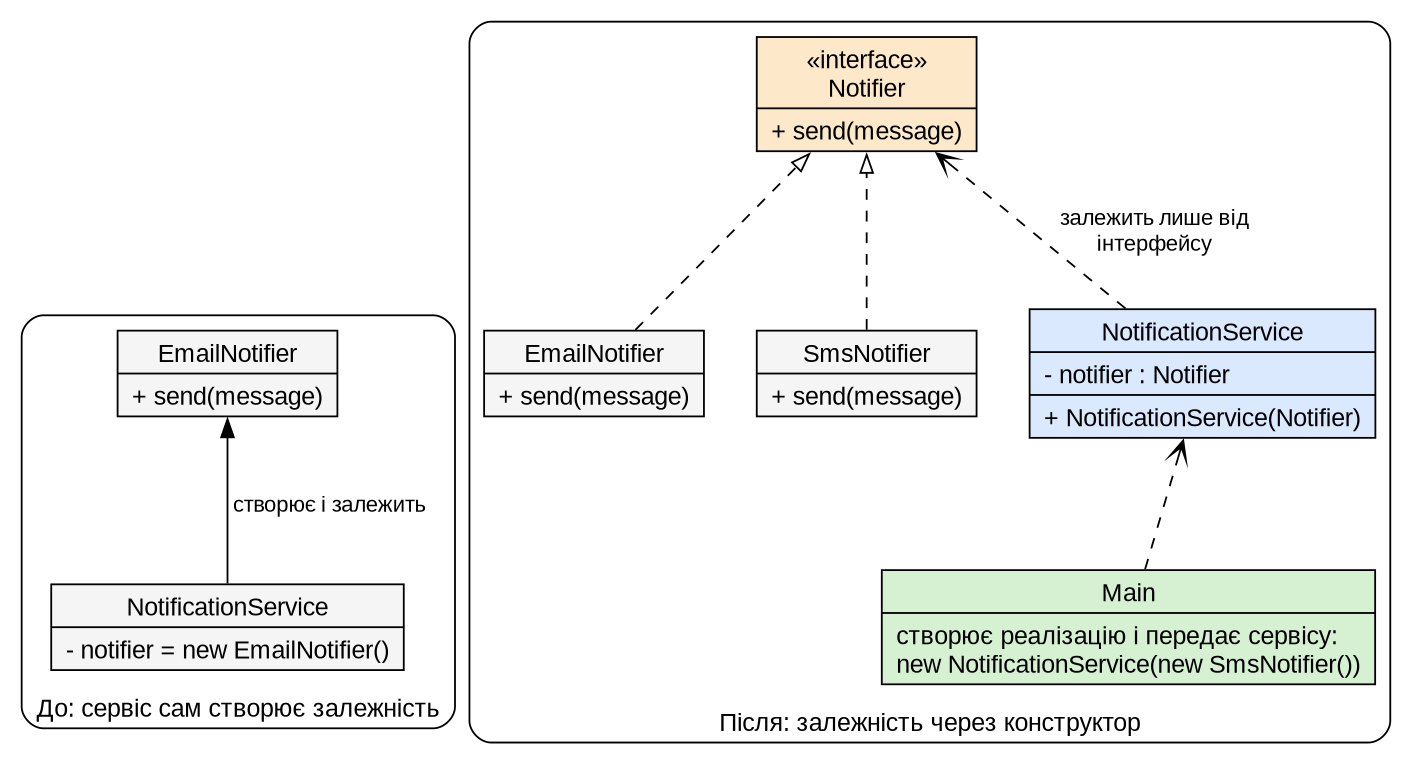 EmailNotifier
+ send(message)
створює і залежить
NotificationService
- notifier = new EmailNotifier()
До: сервіс сам створює залежність
«interface»
Notifier
+ send(message)
залежить лише від
інтерфейсу
EmailNotifier
+ send(message)
SmsNotifier
+ send(message)
NotificationService
- notifier : Notifier
+ NotificationService(Notifier)
Main
створює реалізацію і передає сервісу:
new NotificationService(new SmsNotifier())
Після: залежність через конструктор